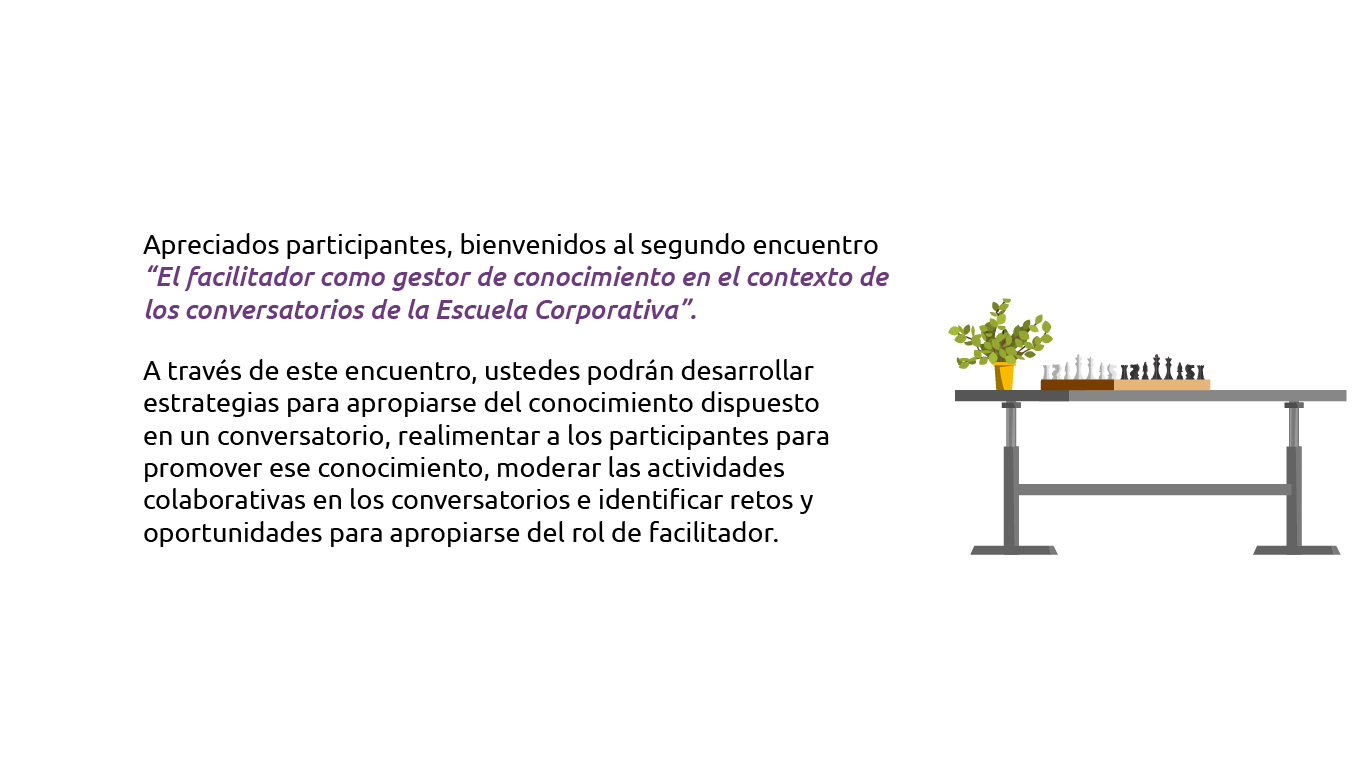 Apreciados participantes, bienvenidos al segundo encuentro
“El facilitador como gestor de conocimiento en el contexto de
los conversatorios de la Escuela Corporativa”.
A través de este encuentro, ustedes podrán desarrollar
estrategias para apropiarse del conocimiento dispuesto
en un conversatorio, realimentar a los participantes para
promover ese conocimiento, moderar las actividades
colaborativas en los conversatorios e identificar retos y
oportunidades para apropiarse del rol de facilitador.